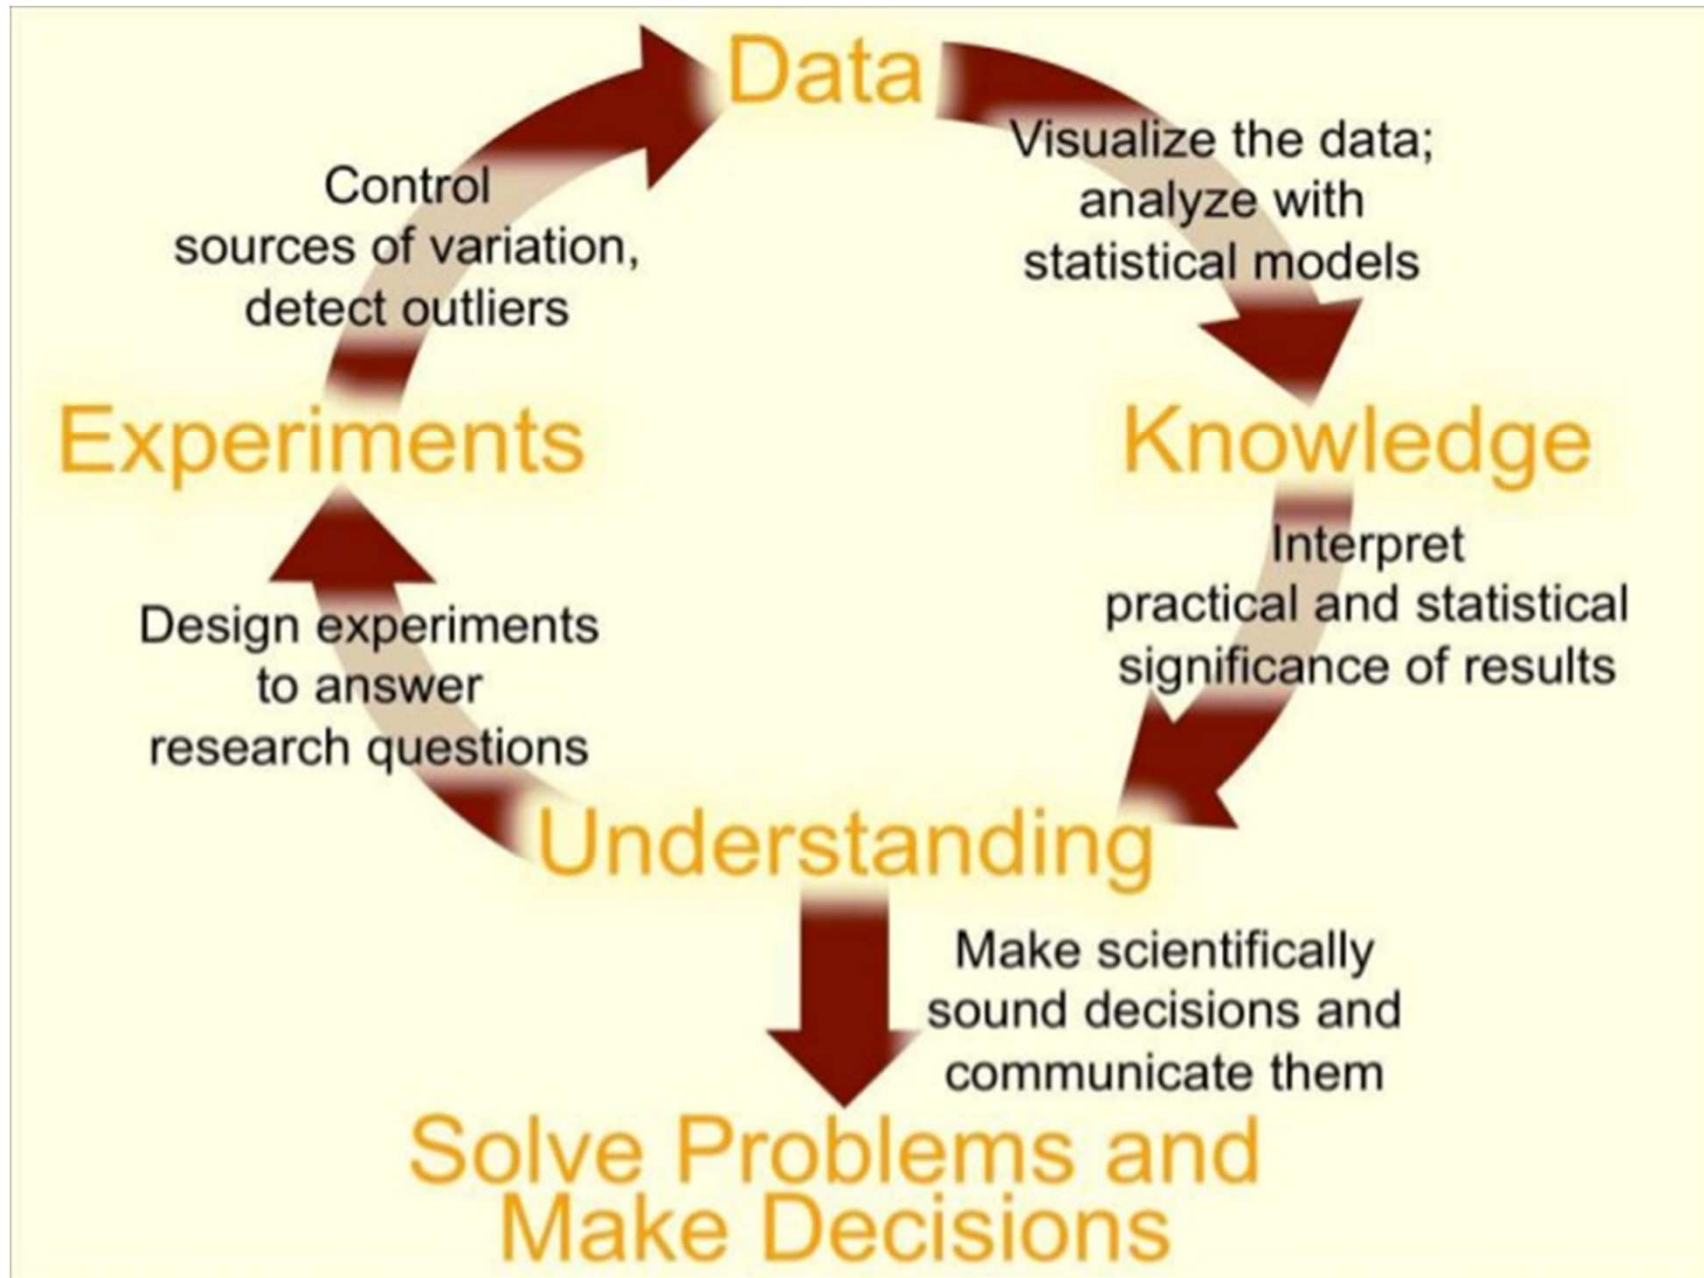 Data
Visualize the data;
analyze with
statistical models
Knowledge
Interpret
practical and statistical
significance of results
Understanding
Design experiments
to answer
research questions
Experiments
Control
sources of variation,
detect outliers
Make scientifically
sound decisions and
communicate them
Solve Problems and
Make Decisions